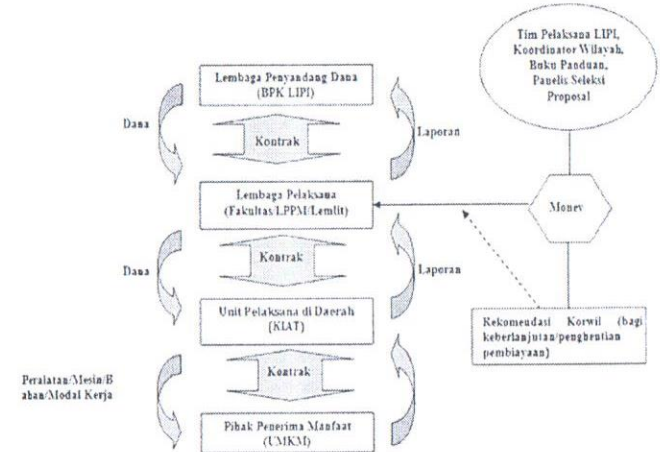 Tim Pelaksana LIPI,
Koordinator Wilayah,
Buku Panduan,
Panelis Seleksi
Proposal
Lembaga Penyandang Dana
(BPK LIPI)
Dana
Kontrak
Laporan
Lembaga Pelaksana
(Fakultas/LPPM/Lemlit)
Monev
Dana
Kontrak
Laporan
Unit Pelaksana di Daerah
(KIAT)
Rekomendasi Korwil (bagi
keberlanjutan/penghentian
pembiayaan)
Peralatan/Mesin/B
ahan/Modal Kerja
Kontrak
Pihak Penerima Manfaat
(UMKM)